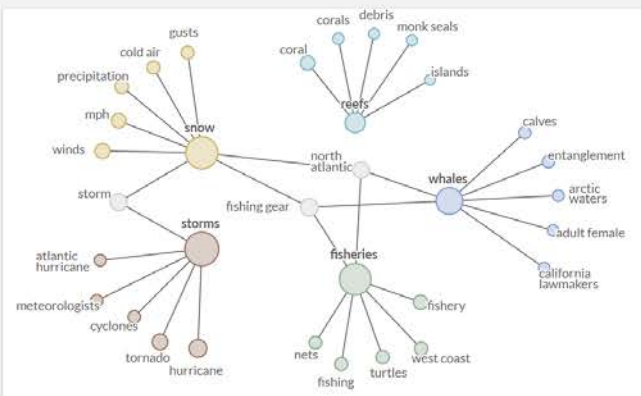 gusts
cold air
precipitation
mph
winds
snow
storm
storms
atlantic
hurricane
meteorologists
cyclones
tornado
hurricane
corals
debris
monk seals
coral
islands
reefs
north
atlantic
fishing gear
fisheries
fishery
west coast
turtles
fishing
nets
whales
calves
entanglement
arctic
waters
adult female
california
lawmakers